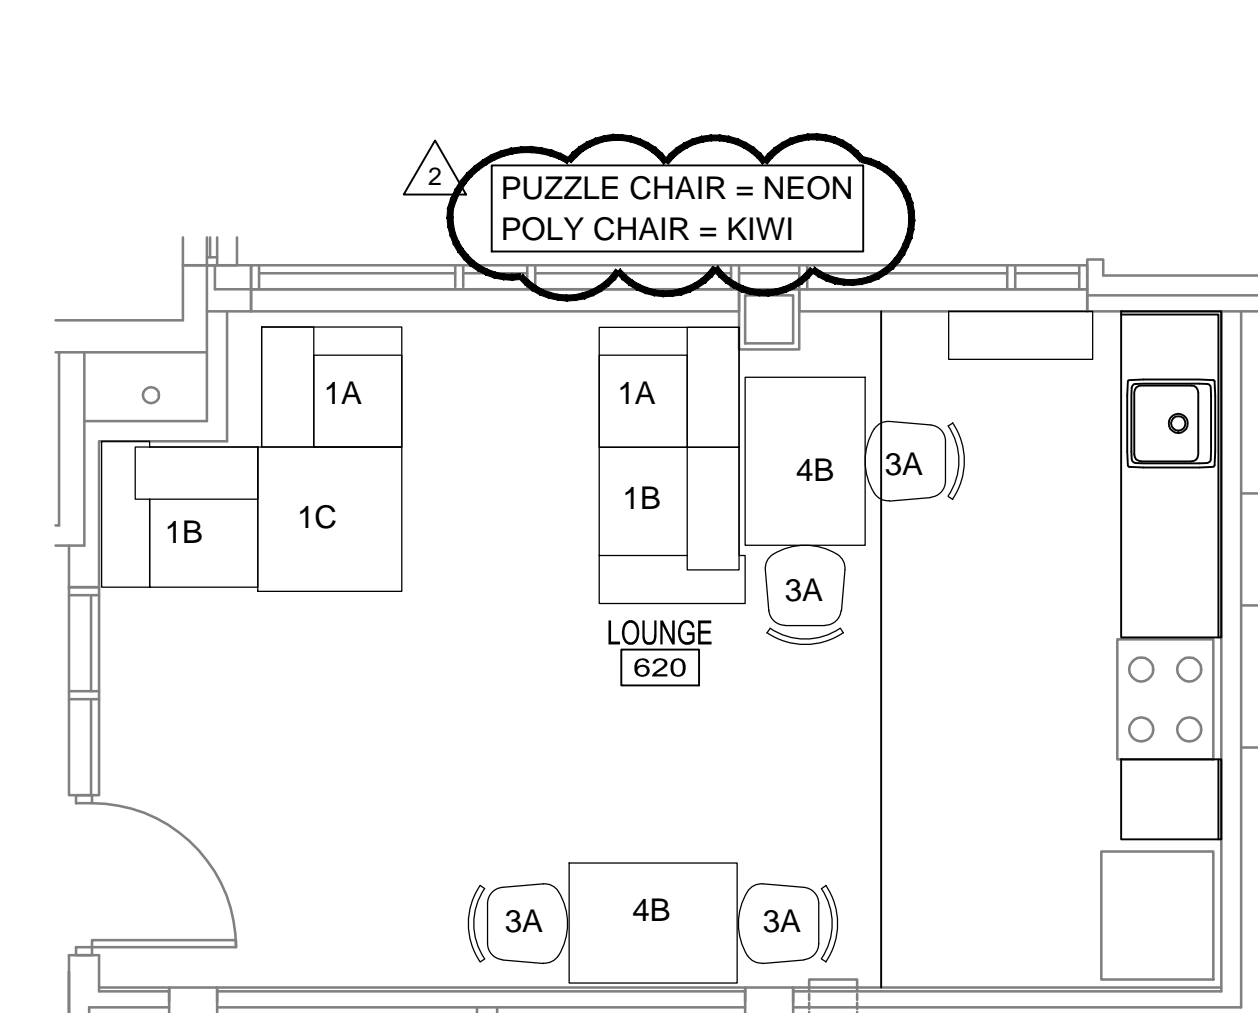 2
PUZZLE CHAIR = NEON
POLY CHAIR = KIWI
1A
1A
4B
3A
1B
1C
1B
3A
LOUNGE
620
3A
4B
3A